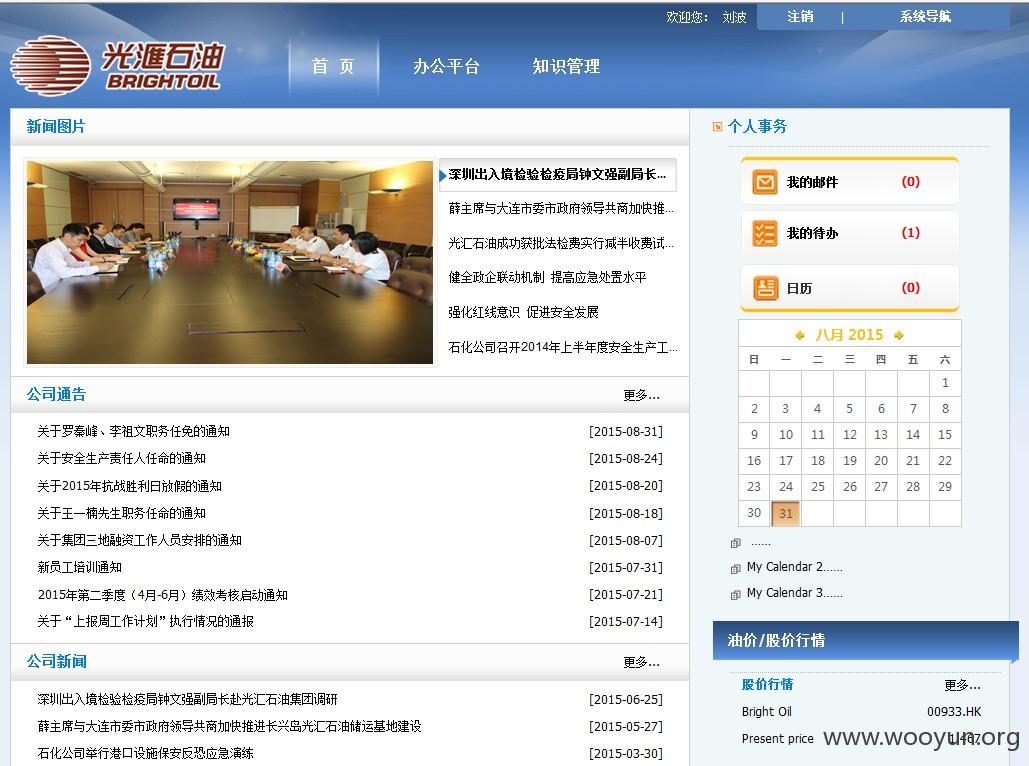 欢迎您： 刘波 注销 | 系统导航
光滙石油
BRIGHTOIL
首 页 办公平台 知识管理
新闻图片
深圳出入境检验检疫局钟文强副局长...
薛主席与大连市委市政府领导共商加快推...
光汇石油成功获批法检费实行减半收费试...
健全政企联动机制 提高应急处置水平
强化红线意识 促进安全发展
石化公司召开2014年上半年度安全生产工...
公司通告 更多...
关于罗秦峰、李祖文职务任免的通知 [2015-08-31]
关于安全生产责任人任命的通知 [2015-08-24]
关于2015年抗战胜利日放假的通知 [2015-08-20]
关于王一楠先生职务任命的通知 [2015-08-18]
关于集团三地融资工作人员安排的通知 [2015-08-07]
新员工培训通知 [2015-07-31]
2015年第二季度（4月-6月）绩效考核启动通知 [2015-07-21]
关于“上报周工作计划”执行情况的通报 [2015-07-14]
公司新闻 更多...
深圳出入境检验检疫局钟文强副局长赴光汇石油集团调研 [2015-06-25]
薛主席与大连市委市政府领导共商加快推进长兴岛光汇石油储运基地建设 [2015-05-27]
石化公司举行港口设施保安反恐应急演练 [2015-03-30]
个人事务
我的邮件 (0)
我的待办 (1)
日历 (0)
八月 2015
日 一 二 三 四 五 六
1
2 3 4 5 6 7 8
9 10 11 12 13 14 15
16 17 18 19 20 21 22
23 24 25 26 27 28 29
30 31
......
My Calendar 2......
My Calendar 3......
油价/股价行情
股价行情 更多...
Bright Oil 00933.HK
Present price
www.wooyun.org